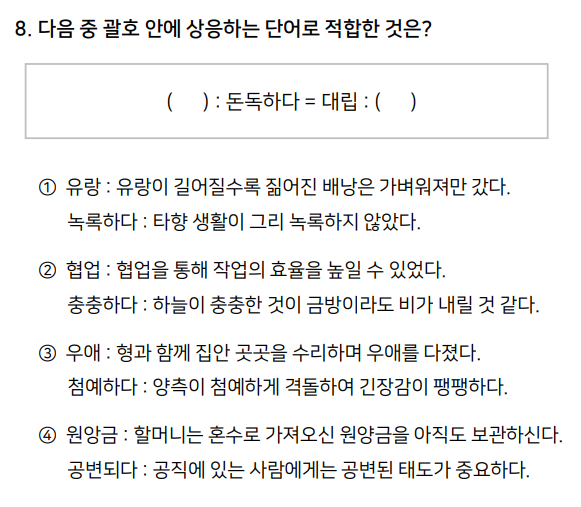 8. 다음 중 괄호 안에 상응하는 단어로 적합한 것은?
( ) : 돈독하다 = 대립 : ( )
① 유랑 : 유랑이 길어질수록 짊어진 배낭은 가벼워져만 갔다.
녹록하다 : 타향 생활이 그리 녹록하지 않았다.
② 협업 : 협업을 통해 작업의 효율을 높일 수 있었다.
충충하다 : 하늘이 충충한 것이 금방이라도 비가 내릴 것 같다.
③ 우애 : 형과 함께 집안 곳곳을 수리하며 우애를 다졌다.
첨예하다 : 양측이 첨예하게 격돌하여 긴장감이 팽팽하다.
④ 원앙금 : 할머니는 혼수로 가져오신 원양금을 아직도 보관하신다.
공변되다 : 공직에 있는 사람에게는 공변된 태도가 중요하다.